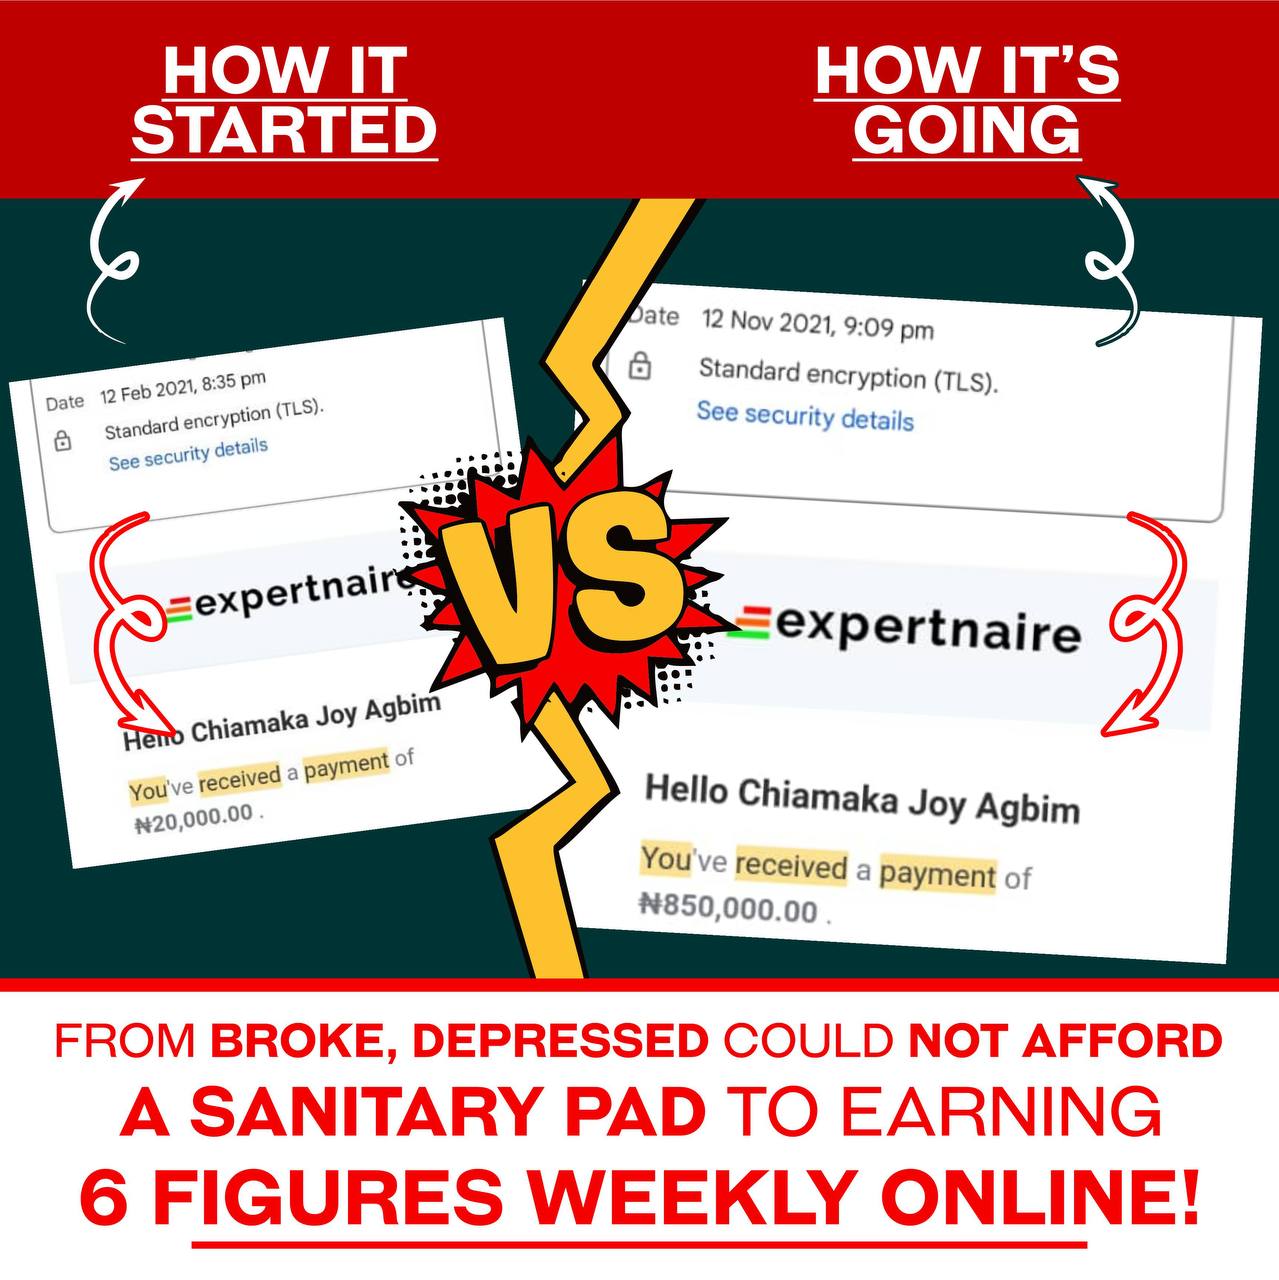 HOW IT
STARTED
HOW IT'S
GOING
Date 12 Feb 2021, 8:35 pm
Standard encryption (TLS).
See security details
expertnaire
Hello Chiamaka Joy Agbim
You've received a payment of
₦20,000.00 .
VS
Date 12 Nov 2021, 9:09 pm
Standard encryption (TLS).
See security details
expertnaire
Hello Chiamaka Joy Agbim
You've received a payment of
₦850,000.00 .
FROM BROKE, DEPRESSED COULD NOT AFFORD
A SANITARY PAD TO EARNING
6 FIGURES WEEKLY ONLINE!